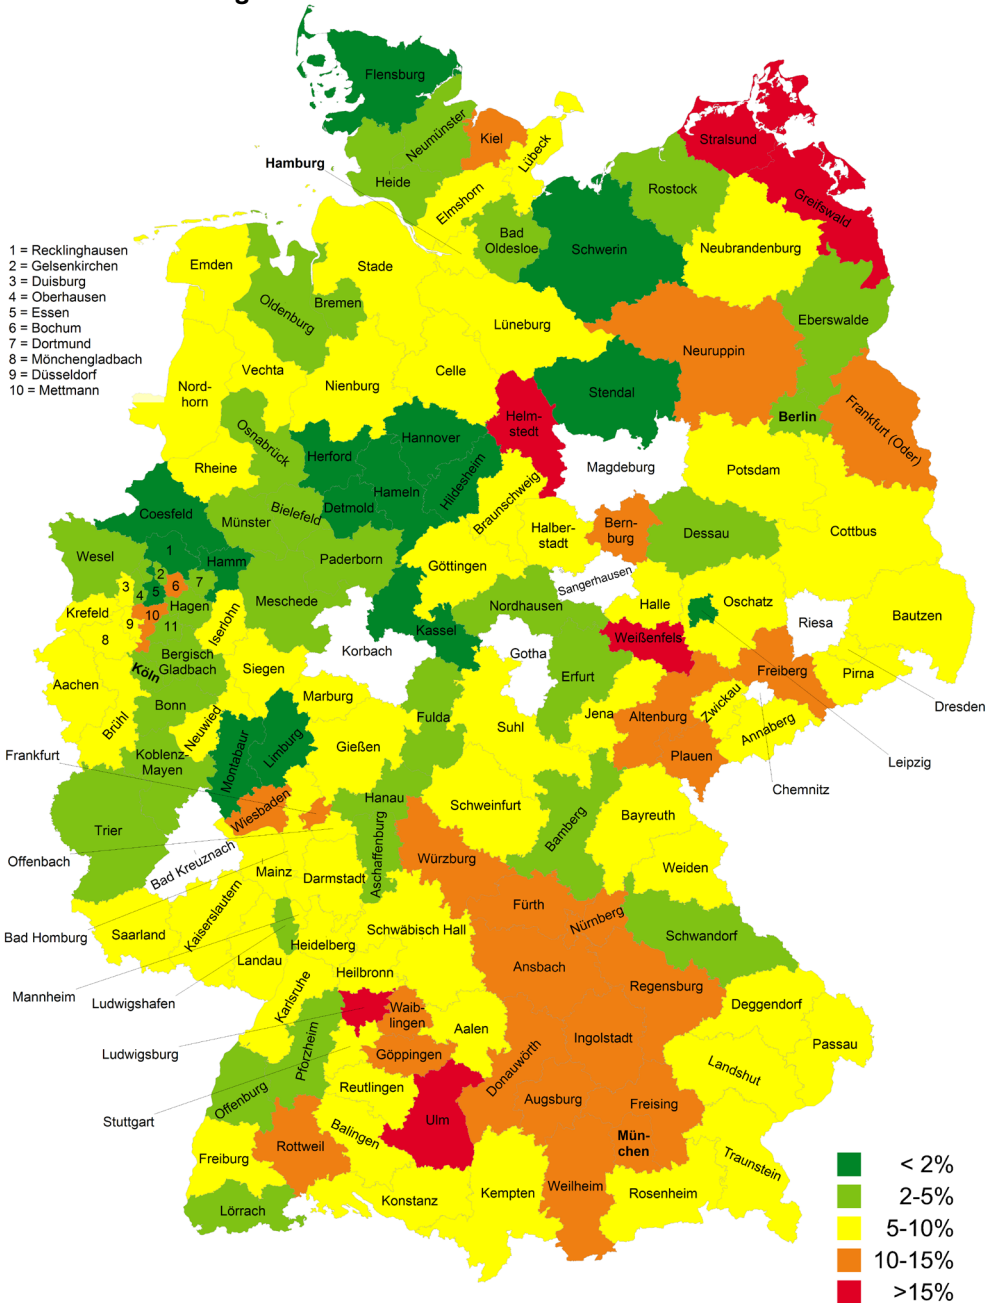 Flensburg
Neumünster
Kiel
Hamburg
Lübeck
Stralsund
Heide
Elmshorn
Rostock
Greifswald
Bad
Oldesloe
Schwerin
Neubrandenburg
1 = Recklinghausen
2 = Gelsenkirchen
3 = Duisburg
4 = Oberhausen
5 = Essen
6 = Bochum
7 = Dortmund
8 = Mönchengladbach
9 = Düsseldorf
10 = Mettmann
Emden
Stade
Oldenburg
Bremen
Lüneburg
Eberswalde
Neuruppin
Vechta
Nienburg
Celle
Nord-
horn
Stendal
Helm-
stedt
Berlin
Frankfurt (Oder)
Osnabrück
Herford
Hannover
Rheine
Hildesheim
Magdeburg
Potsdam
Hameln
Detmold
Braunschweig
Coesfeld
Münster
Bielefeld
Halber-
stadt
Bern-
burg
Dessau
Cottbus
Wesel
1
Hamm
Paderborn
Göttingen
Sangerhausen
2
3
4
5
6
7
Hagen
Meschede
Nordhausen
Halle
Oschatz
Riesa
Bautzen
Krefeld
10
9
11
8
Iserlohn
Kassel
Weißenfels
Korbach
Gotha
Bergisch
Gladbach
Köln
Siegen
Erfurt
Freiberg
Pirna
Aachen
Marburg
Bonn
Brühl
Neuwied
Fulda
Suhl
Jena
Altenburg
Zwickau
Annaberg
Dresden
Montabaur
Limburg
Gießen
Frankfurt
Koblenz-
Mayen
Plauen
Leipzig
Chemnitz
Hanau
Wiesbaden
Schweinfurt
Bamberg
Bayreuth
Trier
Offenbach
Bad Kreuznach
Aschaffenburg
Würzburg
Weiden
Mainz
Darmstadt
Fürth
Nürnberg
Bad Homburg
Saarland
Kaiserslautern
Schwäbisch Hall
Schwandorf
Heidelberg
Landau
Ansbach
Mannheim
Ludwigshafen
Karlsruhe
Heilbronn
Regensburg
Deggendorf
Waib-
lingen
Aalen
Ingolstadt
Passau
Ludwigsburg
Pforzheim
Göppingen
Donauwörth
Landshut
Reutlingen
Offenburg
Stuttgart
Ulm
Augsburg
Freising
Balingen
Rottweil
Mün-
chen
Freiburg
Traunstein
Weilheim
Rosenheim
Kempten
Konstanz
Lörrach
< 2%
2-5%
5-10%
10-15%
>15%